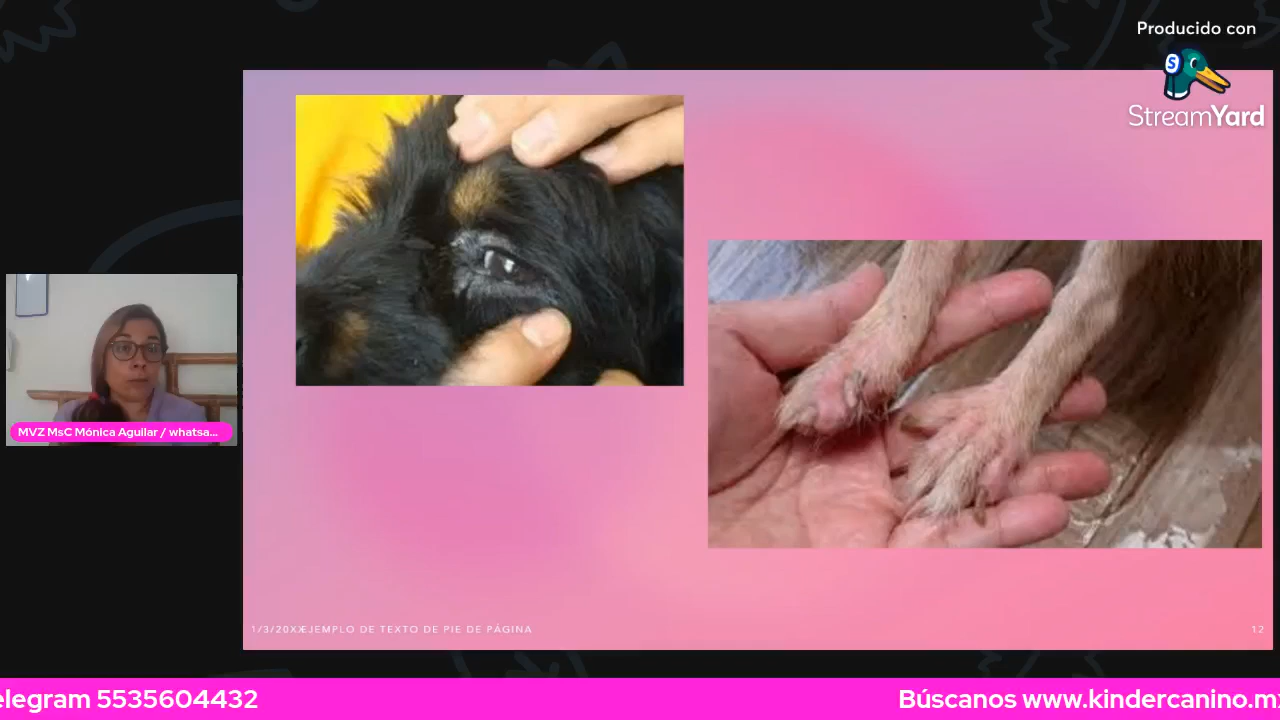 Producido con
S
StreamYard
MVZ MsC Mónica Aguilar / whatsa...
1/3/20XX
EJEMPLO DE TEXTO DE PIE DE PÁGINA
12
elegram 5535604432
Búscanos www.kindercanino.mx